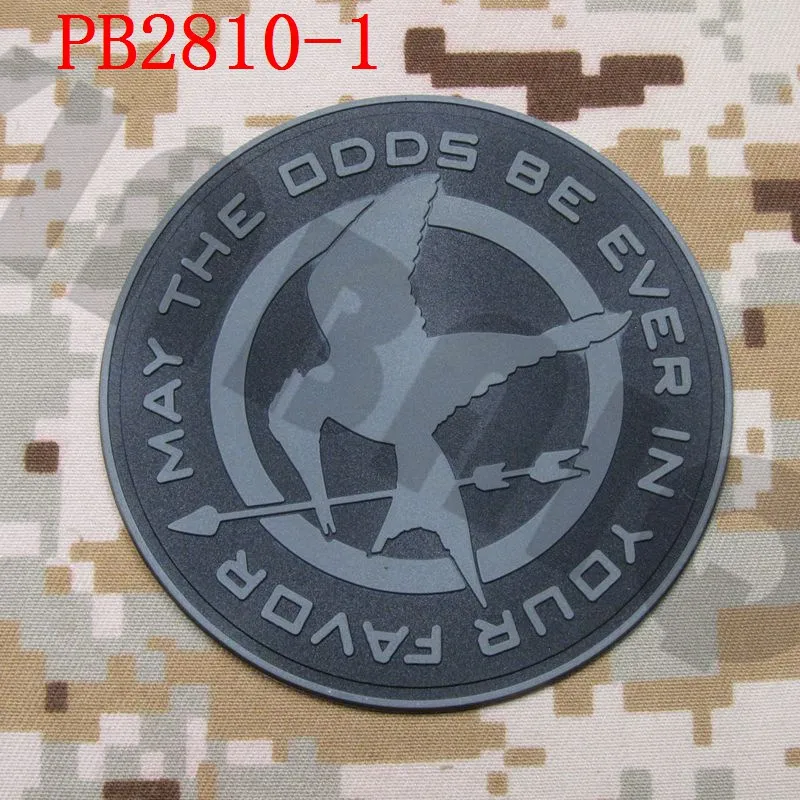 PB2810-1
MAY THE ODDS BE EVER IN YOUR FAVOR